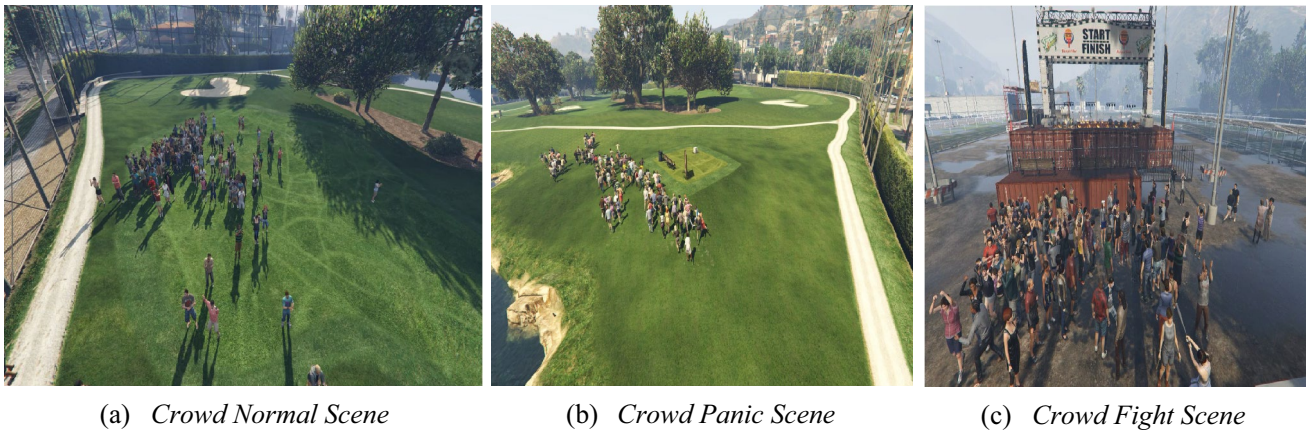 START
FINISH
(a) Crowd Normal Scene
(b) Crowd Panic Scene
(c) Crowd Fight Scene